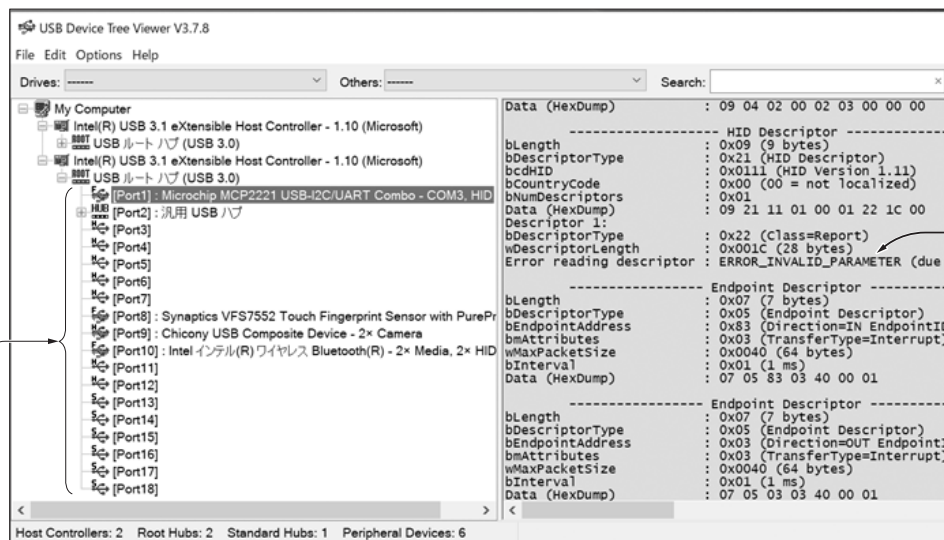 USB Device Tree Viewer V3.7.8
File Edit Options Help
Drives: ------ Others: ------ Search:
My Computer
Intel(R) USB 3.1 eXtensible Host Controller - 1.10 (Microsoft)
USB ルート ハブ (USB 3.0)
Intel(R) USB 3.1 eXtensible Host Controller - 1.10 (Microsoft)
USB ルート ハブ (USB 3.0)
[Port1] : Microchip MCP2221 USB-I2C/UART Combo - COM3, HID
[Port2] : 汎用 USB ハブ
[Port3]
[Port4]
[Port5]
[Port6]
[Port7]
[Port8] : Synaptics VFS7552 Touch Fingerprint Sensor with PurePr
[Port9] : Chicony USB Composite Device - 2× Camera
[Port10] : Intel インテル(R) ワイヤレス Bluetooth(R) - 2× Media, 2× HID
[Port11]
[Port12]
[Port13]
[Port14]
[Port15]
[Port16]
[Port17]
[Port18]
Data (HexDump) : 09 04 02 00 02 03 00 00 00
---------------- HID Descriptor -----------
bLength : 0x09 (9 bytes)
bDescriptorType : 0x21 (HID Descriptor)
bcdHID : 0x0111 (HID Version 1.11)
bCountryCode : 0x00 (00 = not localized)
bNumDescriptors : 0x01
Data (HexDump) : 09 21 11 01 00 01 22 1C 00
Descriptor 1:
bDescriptorType : 0x22 (Class=Report)
wDescriptorLength : 0x001C (28 bytes)
Error reading descriptor : ERROR_INVALID_PARAMETER (due
---------------- Endpoint Descriptor --------
bLength : 0x07 (7 bytes)
bDescriptorType : 0x05 (Endpoint Descriptor)
bEndpointAddress : 0x83 (Direction=IN EndpointI
bmAttributes : 0x03 (TransferType=Interrupt)
wMaxPacketSize : 0x0040 (64 bytes)
bInterval : 0x01 (1 ms)
Data (HexDump) : 07 05 83 03 40 00 01
---------------- Endpoint Descriptor --------
bLength : 0x07 (7 bytes)
bDescriptorType : 0x05 (Endpoint Descriptor)
bEndpointAddress : 0x03 (Direction=OUT Endpoint
bmAttributes : 0x03 (TransferType=Interrupt)
wMaxPacketSize : 0x0040 (64 bytes)
bInterval : 0x01 (1 ms)
Data (HexDump) : 07 05 03 03 40 00 01
Host Controllers: 2 Root Hubs: 2 Standard Hubs: 1 Peripheral Devices: 6